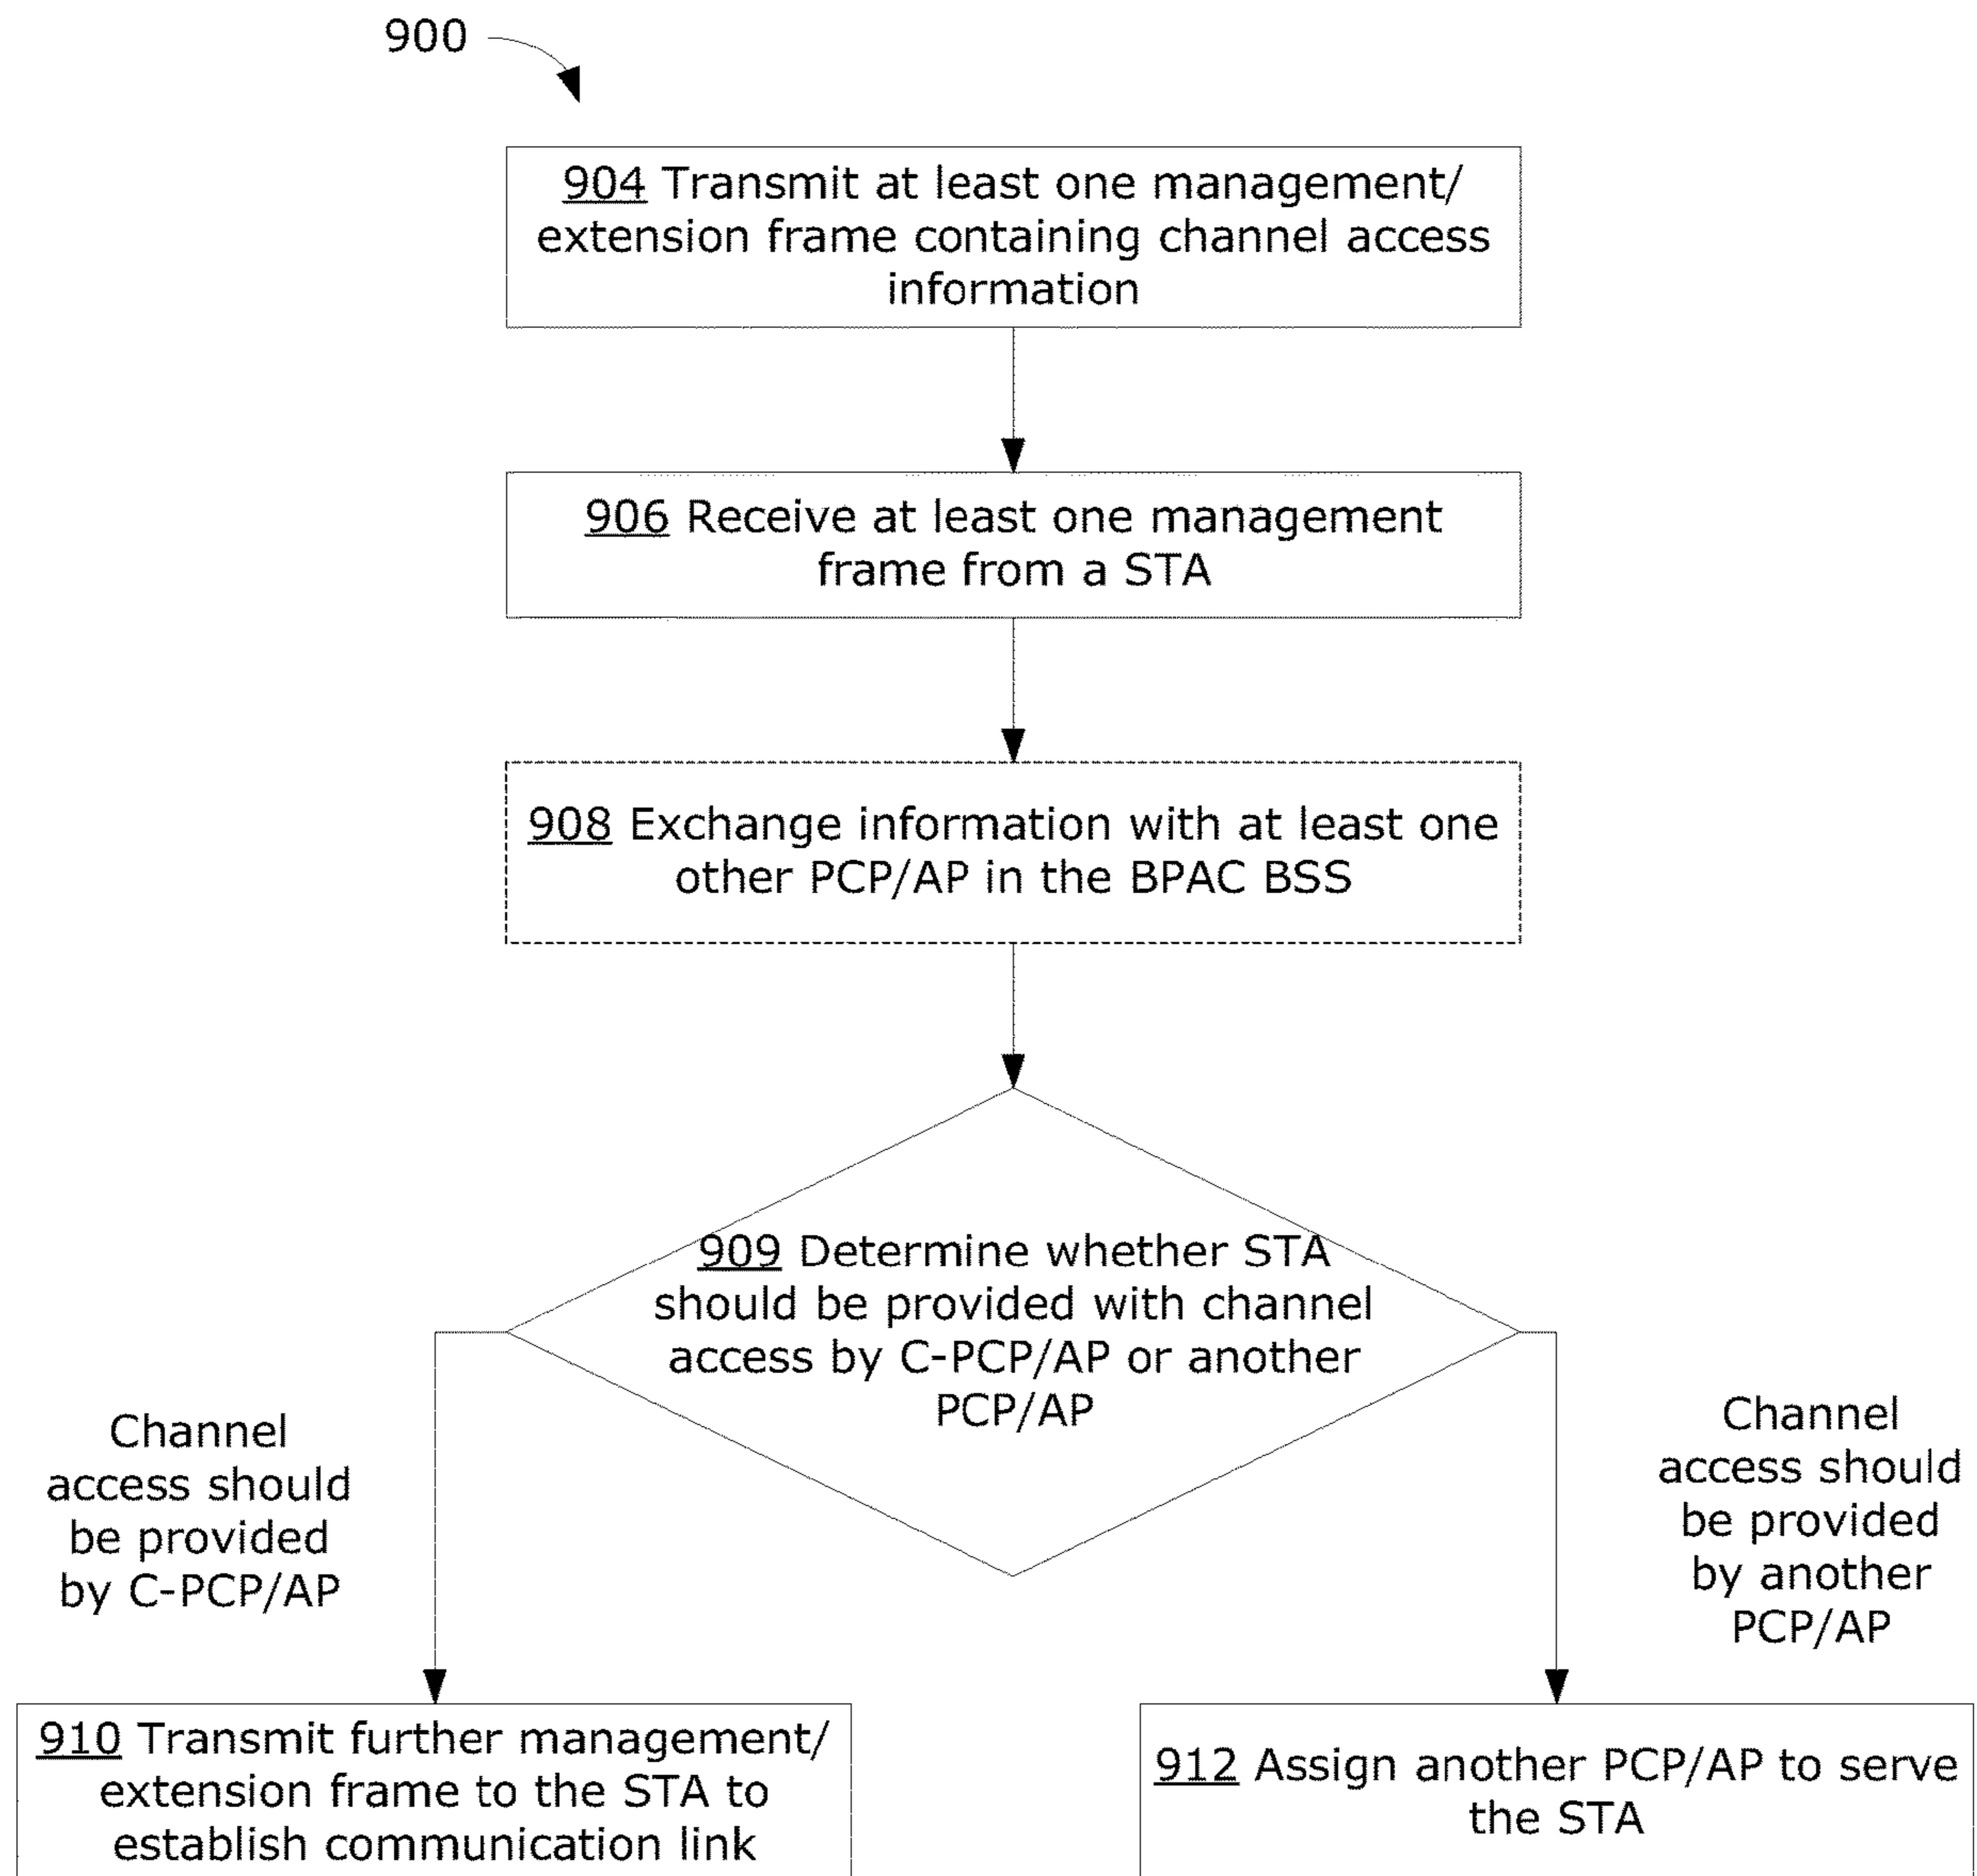 900
904 Transmit at least one management/
extension frame containing channel access
information
906 Receive at least one management
frame from a STA
908 Exchange information with at least one
other PCP/AP in the BPAC BSS
909 Determine whether STA
should be provided with channel
access by C-PCP/AP or another
PCP/AP
Channel
access should
be provided
by C-PCP/AP
Channel
access should
be provided
by another
PCP/AP
910 Transmit further management/
extension frame to the STA to
establish communication link
912 Assign another PCP/AP to serve
the STA